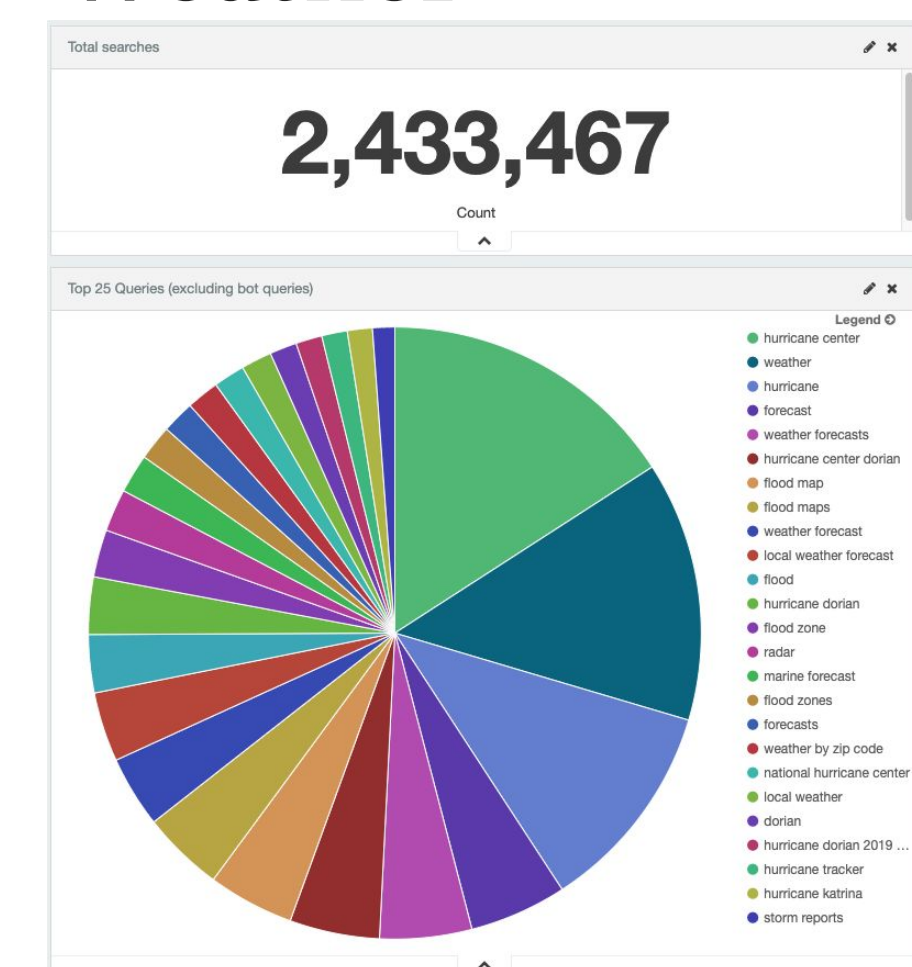 Total searches
2,433,467
Count
Top 25 Queries (excluding bot queries)
Legend
hurricane center
weather
hurricane
forecast
weather forecasts
hurricane center dorian
flood map
flood maps
weather forecast
local weather forecast
flood
hurricane dorian
flood zone
radar
marine forecast
flood zones
forecasts
weather by zip code
national hurricane center
local weather
dorian
hurricane dorian 2019 ...
hurricane tracker
hurricane katrina
storm reports